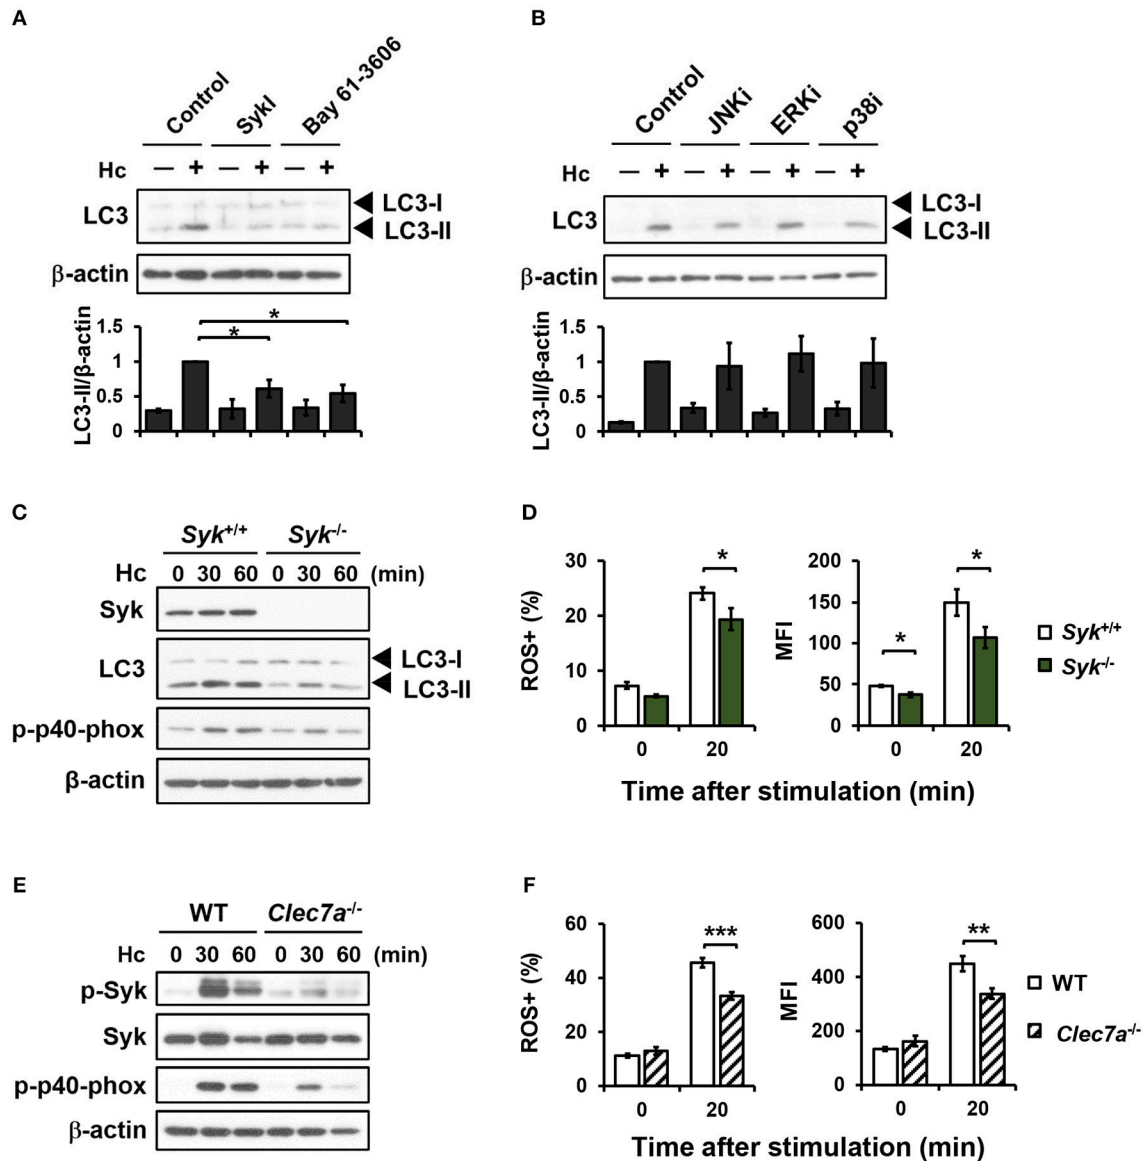 A
Control SykI Bay 61-3606
Hc — + — + — +
LC3
◀ LC3-I
◀ LC3-II
β-actin
LC3-II/β-actin
1.5
1
0.5
0
*
*
B
Control JNKi ERKi p38i
Hc — + — + — + — +
LC3
◀ LC3-I
◀ LC3-II
β-actin
LC3-II/β-actin
1.5
1
0.5
0
C
Syk+/+ Syk-/-
Hc 0 30 60 0 30 60 (min)
Syk
LC3
◀ LC3-I
◀ LC3-II
p-p40-phox
β-actin
D
ROS+ (%)
30
20
10
0
*
0 20
MFI
200
150
100
50
0
*
*
0 20
Syk+/+
Syk-/-
Time after stimulation (min)
E
WT Clec7a-/-
Hc 0 30 60 0 30 60 (min)
p-Syk
Syk
p-p40-phox
β-actin
F
ROS+ (%)
60
40
20
0
***
0 20
MFI
600
400
200
0
**
0 20
WT
Clec7a-/-
Time after stimulation (min)